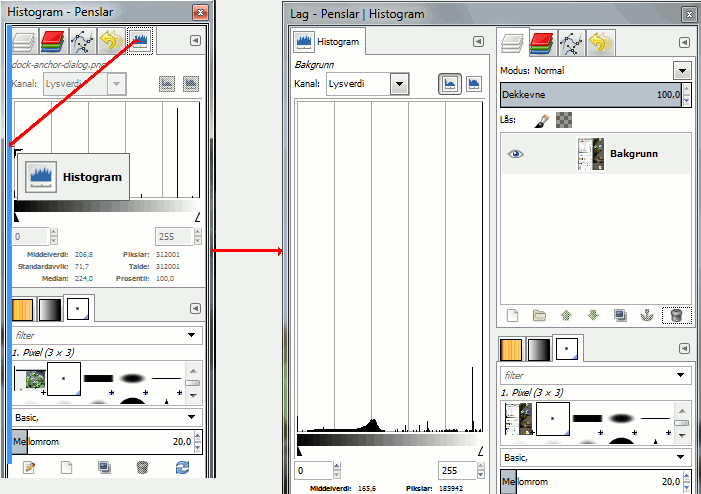 Histogram - Penslar
dock-anchor-dialog.png
Kanal: Lysverdi
Histogram
0 255
Middelverdi: 206,8 Pikslar: 312001
Standardavvik: 71,7 Talde: 312001
Median: 224,0 Prosentil: 100,0
filter
1. Pixel (3 × 3)
Basic,
Mellomrom 20,0
Lag - Penslar | Histogram
Histogram
Bakgrunn
Kanal: Lysverdi
0 255
Middelverdi: 165,6 Pikslar: 185942
Modus: Normal
Dekkevne 100,0
Lås:
Bakgrunn
filter
1. Pixel (3 × 3)
Basic,
Mellomrom 20,0